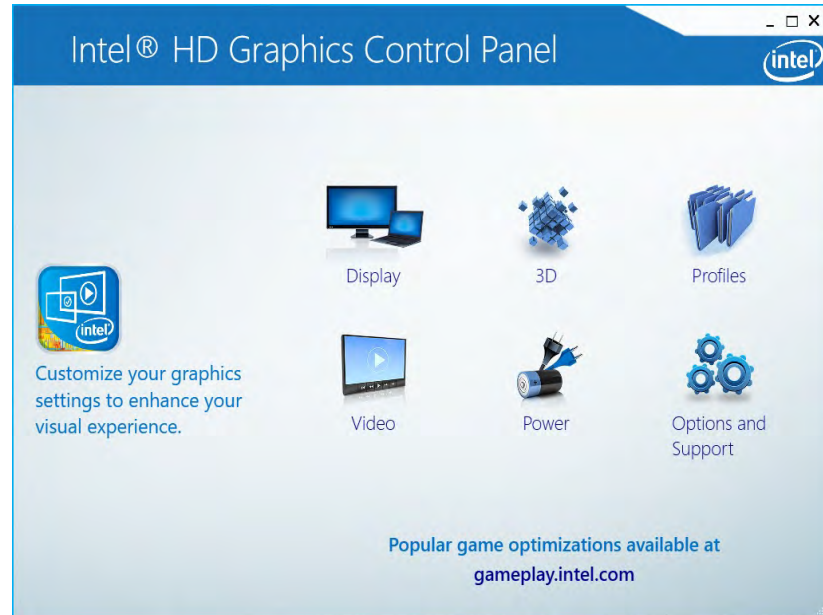 Intel® HD Graphics Control Panel
intel
Display
3D
Profiles
intel
Customize your graphics
settings to enhance your
visual experience.
Video
Power
Options and
Support
Popular game optimizations available at
gameplay.intel.com